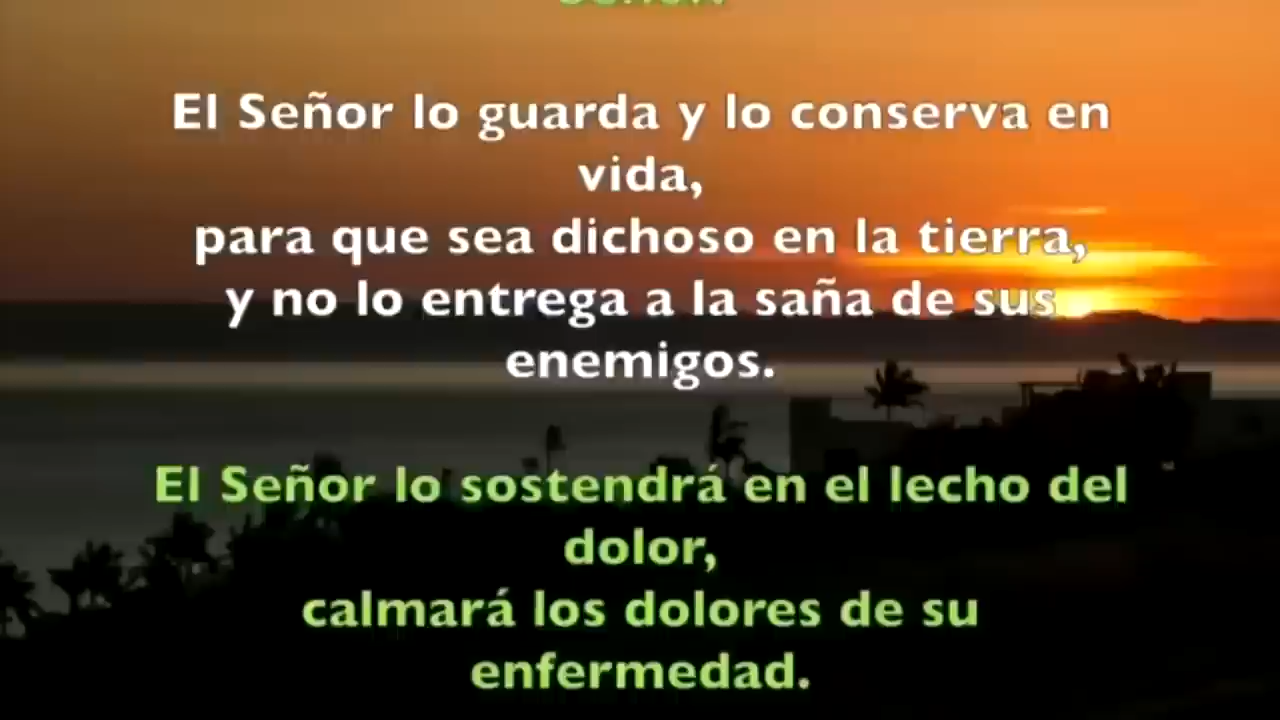 El Señor lo guarda y lo conserva en
vida,
para que sea dichoso en la tierra,
y no lo entrega a la saña de sus
enemigos.
El Señor lo sostendrá en el lecho del
dolor,
calmará los dolores de su
enfermedad.